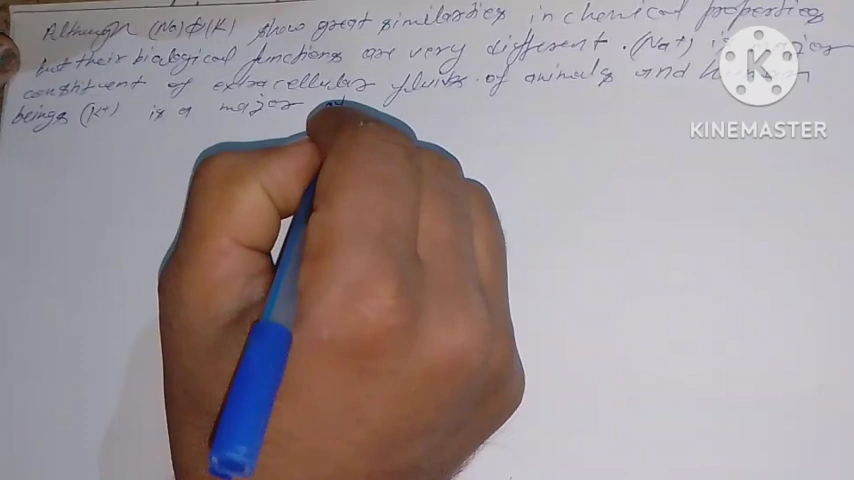 Although (Na) & (K) show great similarties in chemical properties
but their biological functions are very different. (Na+) is major
constituent of extracellular fluids of animals and human
beings (K+) is a major
KINEMASTER